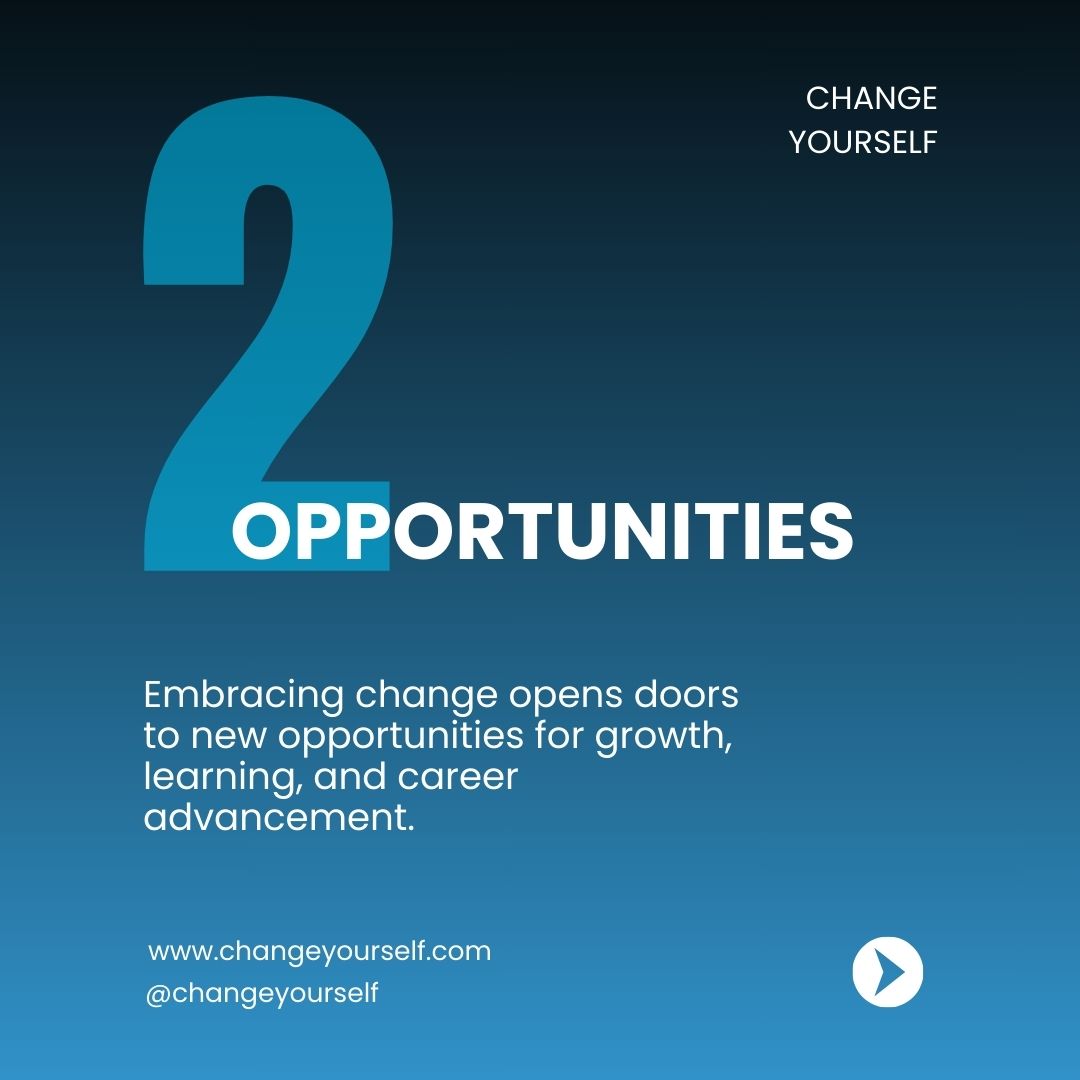 CHANGE
YOURSELF
2
OPPORTUNITIES
Embracing change opens doors
to new opportunities for growth,
learning, and career
advancement.
www.changeyourself.com
@changeyourself